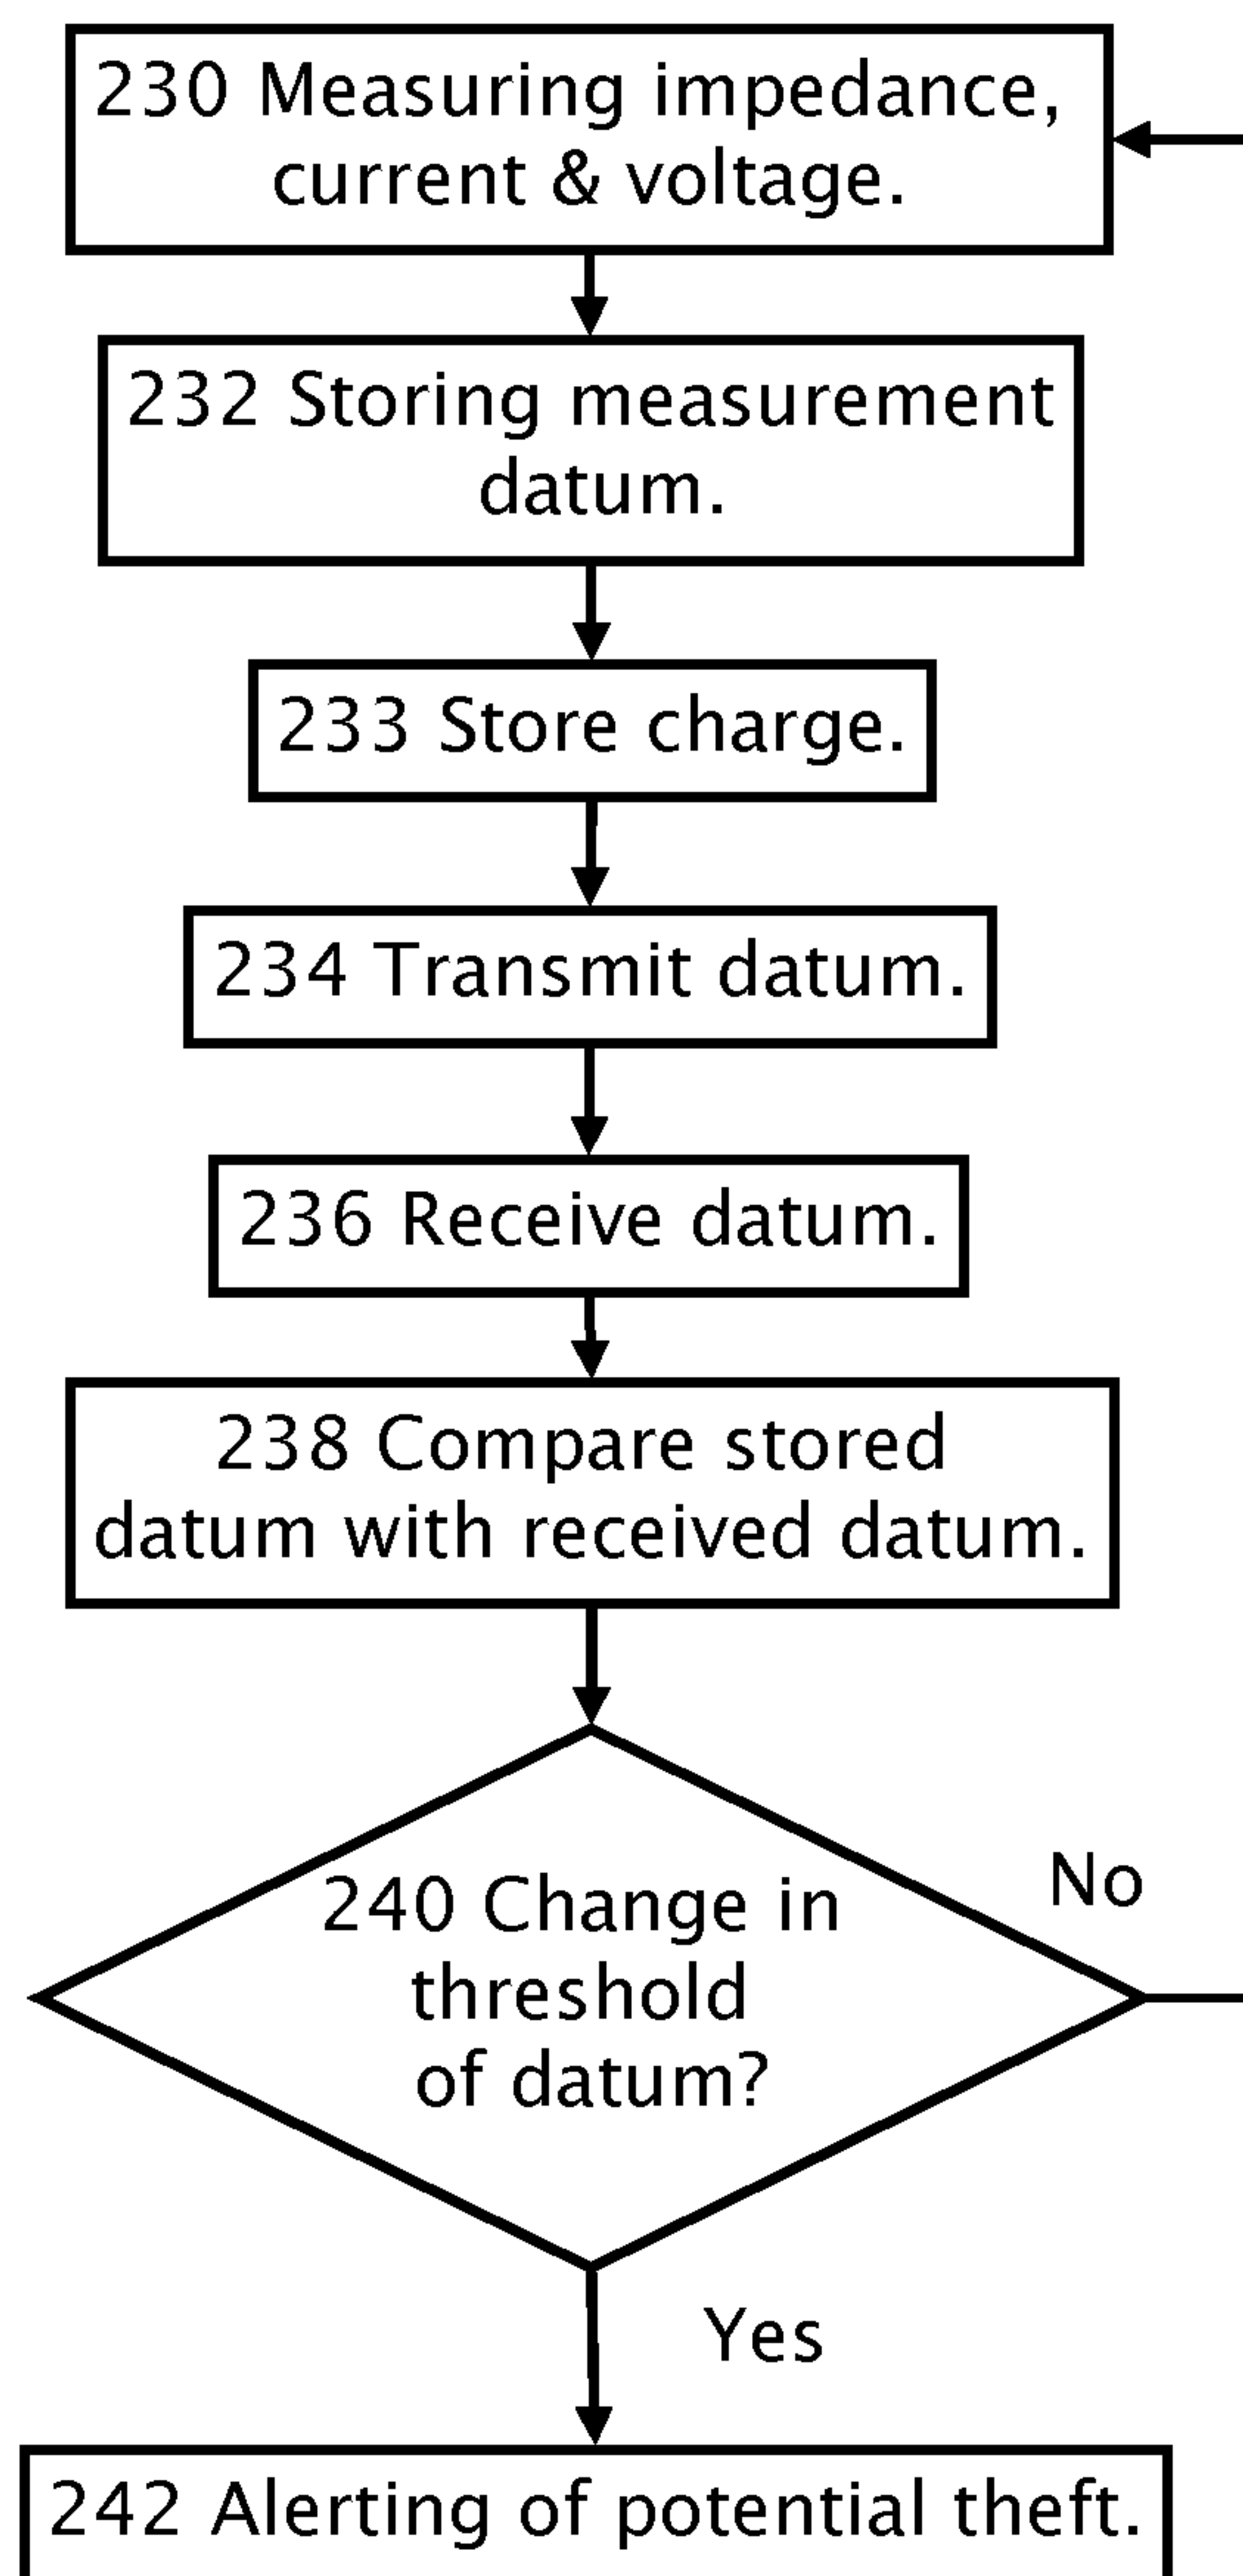 230 Measuring impedance,
current & voltage.
232 Storing measurement
datum.
233 Store charge.
234 Transmit datum.
236 Receive datum.
238 Compare stored
datum with received datum.
240 Change in
threshold
of datum?
No
Yes
242 Alerting of potential theft.